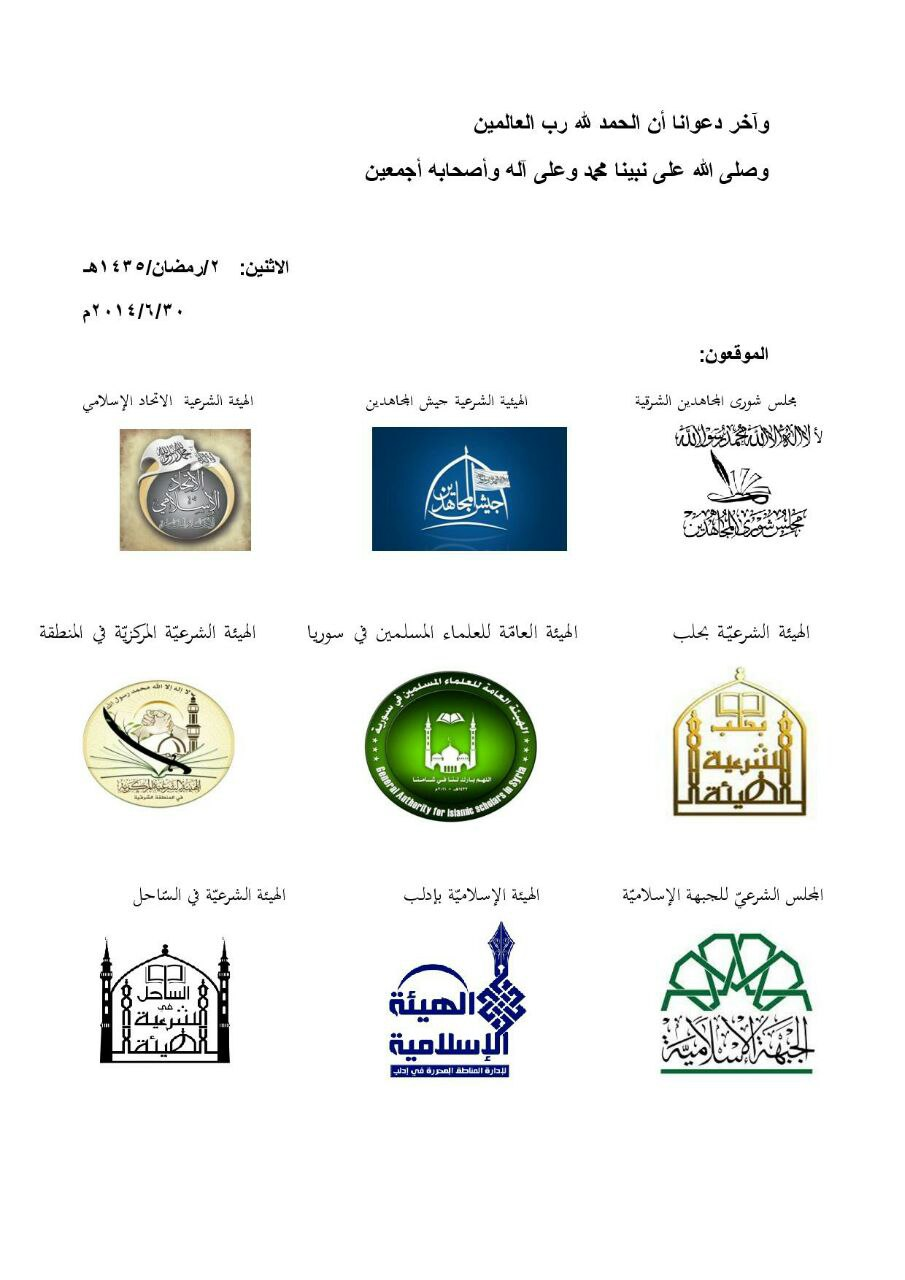 وآخر دعوانا أن الحمد لله رب العالمين
وصلى الله على نبينا محمد وعلى آله وأصحابه أجمعين
الاثنين: ٢/رمضان/١٤٣٥هـ
٢٠١٤/٦/٣٠م
الموقعون:
مجلس شورى المجاهدين الشرقية
الهيئية الشرعية جيش المجاهدين
الهيئة الشرعية الاتحاد الإسلامي
لا اله الا الله محمد رسول الله
مجلس شورى المجاهدين
جيش المجاهدين
الاتحاد
الإسلامي
الهيئة الشرعيّة بحلب
الهيئة العامّة للعلماء المسلمين في سوريا
الهيئة الشرعيّة المركزيّة في المنطقة
بحلب
الشرعية
الهيئة
الهيئة العامة للعلماء المسلمين في سورية
اللهم بارك لنا في شامنا
General Authority for Islamic scholars in Syria
لا إله إلا الله محمد رسول الله
الهيئة الشرعية المركزية
في المنطقة الشرقية
المجلس الشرعيّ للجبهة الإسلاميّة
الهيئة الإسلاميّة بإدلب
الهيئة الشرعيّة في السّاحل
الجبهة الإسلامية
الهيئة
الإسلامية
لإدارة المناطق المحررة في إدلب
الساحل
في
الشرعية
الهيئة